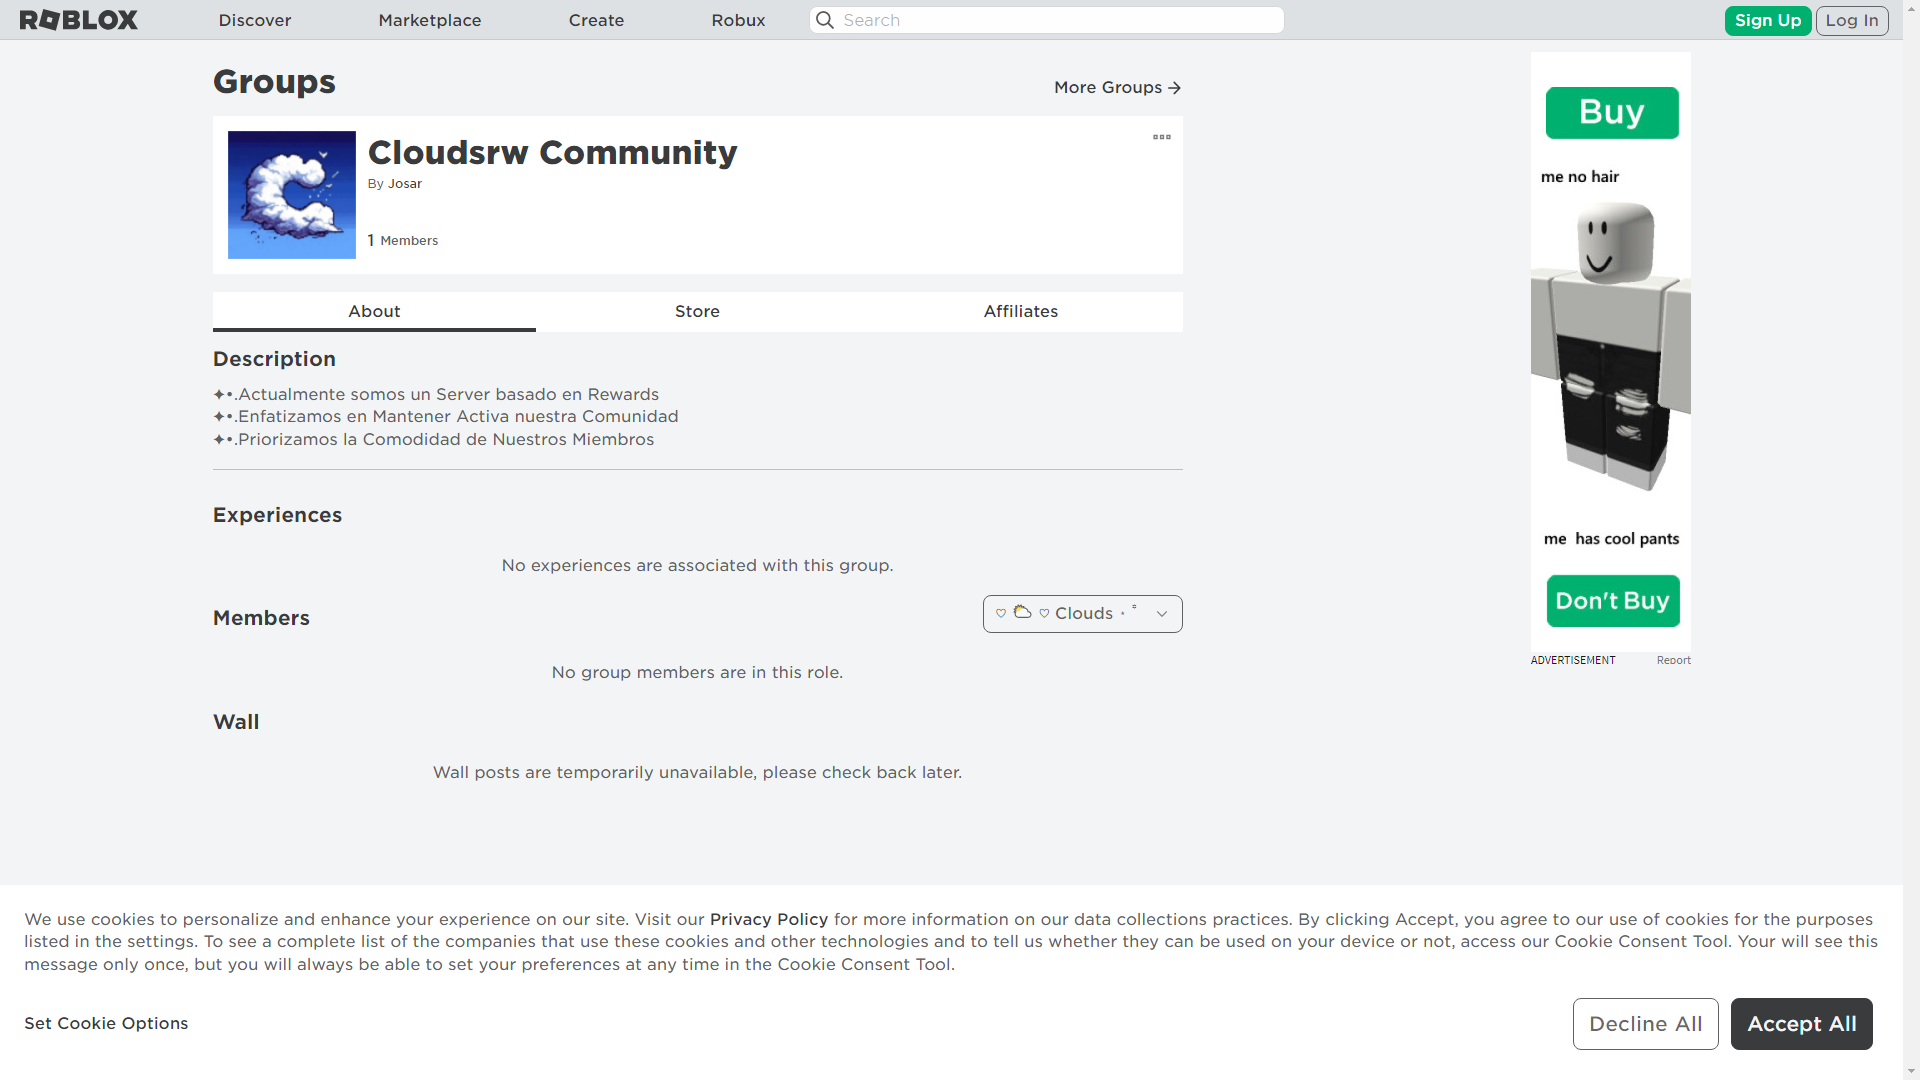 ROBLOX
Discover
Marketplace
Create
Robux
Search
Sign Up
Log In
Groups
More Groups
Cloudsrw Community
By Josar
1 Members
About
Store
Affiliates
Description
✦•.Actualmente somos un Server basado en Rewards
✦•.Enfatizamos en Mantener Activa nuestra Comunidad
✦•.Priorizamos la Comodidad de Nuestros Miembros
Experiences
No experiences are associated with this group.
Members
♡ 🌥 ♡ Clouds
No group members are in this role.
Wall
Wall posts are temporarily unavailable, please check back later.
Buy
me no hair
me has cool pants
Don't Buy
ADVERTISEMENT
Report
We use cookies to personalize and enhance your experience on our site. Visit our Privacy Policy for more information on our data collections practices. By clicking Accept, you agree to our use of cookies for the purposes
listed in the settings. To see a complete list of the companies that use these cookies and other technologies and to tell us whether they can be used on your device or not, access our Cookie Consent Tool. Your will see this
message only once, but you will always be able to set your preferences at any time in the Cookie Consent Tool.
Set Cookie Options
Decline All
Accept All